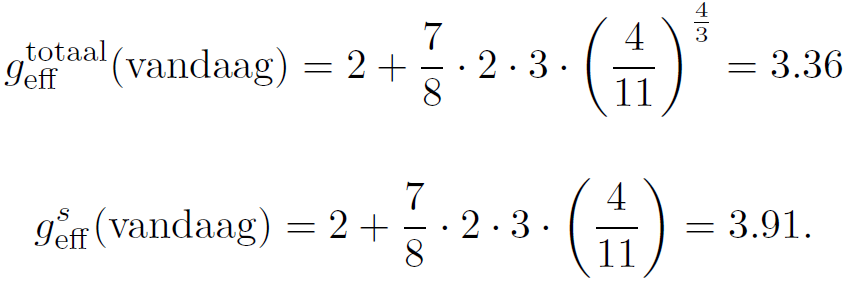 g_eff^totaal(vandaag) = 2 + 7/8 · 2 · 3 · (4/11)^(4/3) = 3.36
g_eff^s(vandaag) = 2 + 7/8 · 2 · 3 · (4/11) = 3.91.